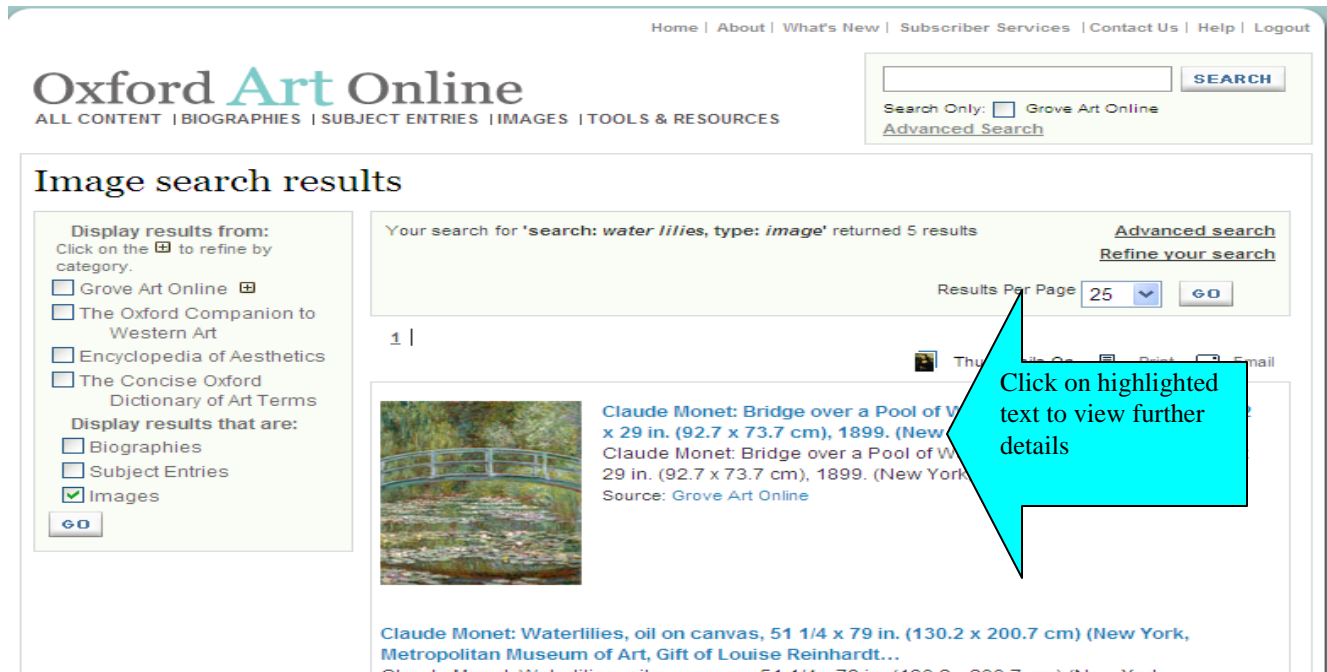 Home | About | What's New | Subscriber Services | Contact Us | Help | Logout
Oxford Art Online
ALL CONTENT | BIOGRAPHIES | SUBJECT ENTRIES | IMAGES | TOOLS & RESOURCES
SEARCH
Search Only: Grove Art Online
Advanced Search
Image search results
Display results from:
Click on the to refine by
category.
Grove Art Online
The Oxford Companion to
Western Art
Encyclopedia of Aesthetics
The Concise Oxford
Dictionary of Art Terms
Display results that are:
Biographies
Subject Entries
Images
GO
Your search for 'search: water lilies, type: image' returned 5 results
Advanced search
Refine your search
Results Per Page 25 GO
1 |
Print Email
Click on highlighted
text to view further
details
Claude Monet: Bridge over a Pool of
x 29 in. (92.7 x 73.7 cm), 1899. (New
Claude Monet: Bridge over a Pool of
29 in. (92.7 x 73.7 cm), 1899. (New York
Source: Grove Art Online
Claude Monet: Waterlilies, oil on canvas, 51 1/4 x 79 in. (130.2 x 200.7 cm) (New York,
Metropolitan Museum of Art, Gift of Louise Reinhardt...